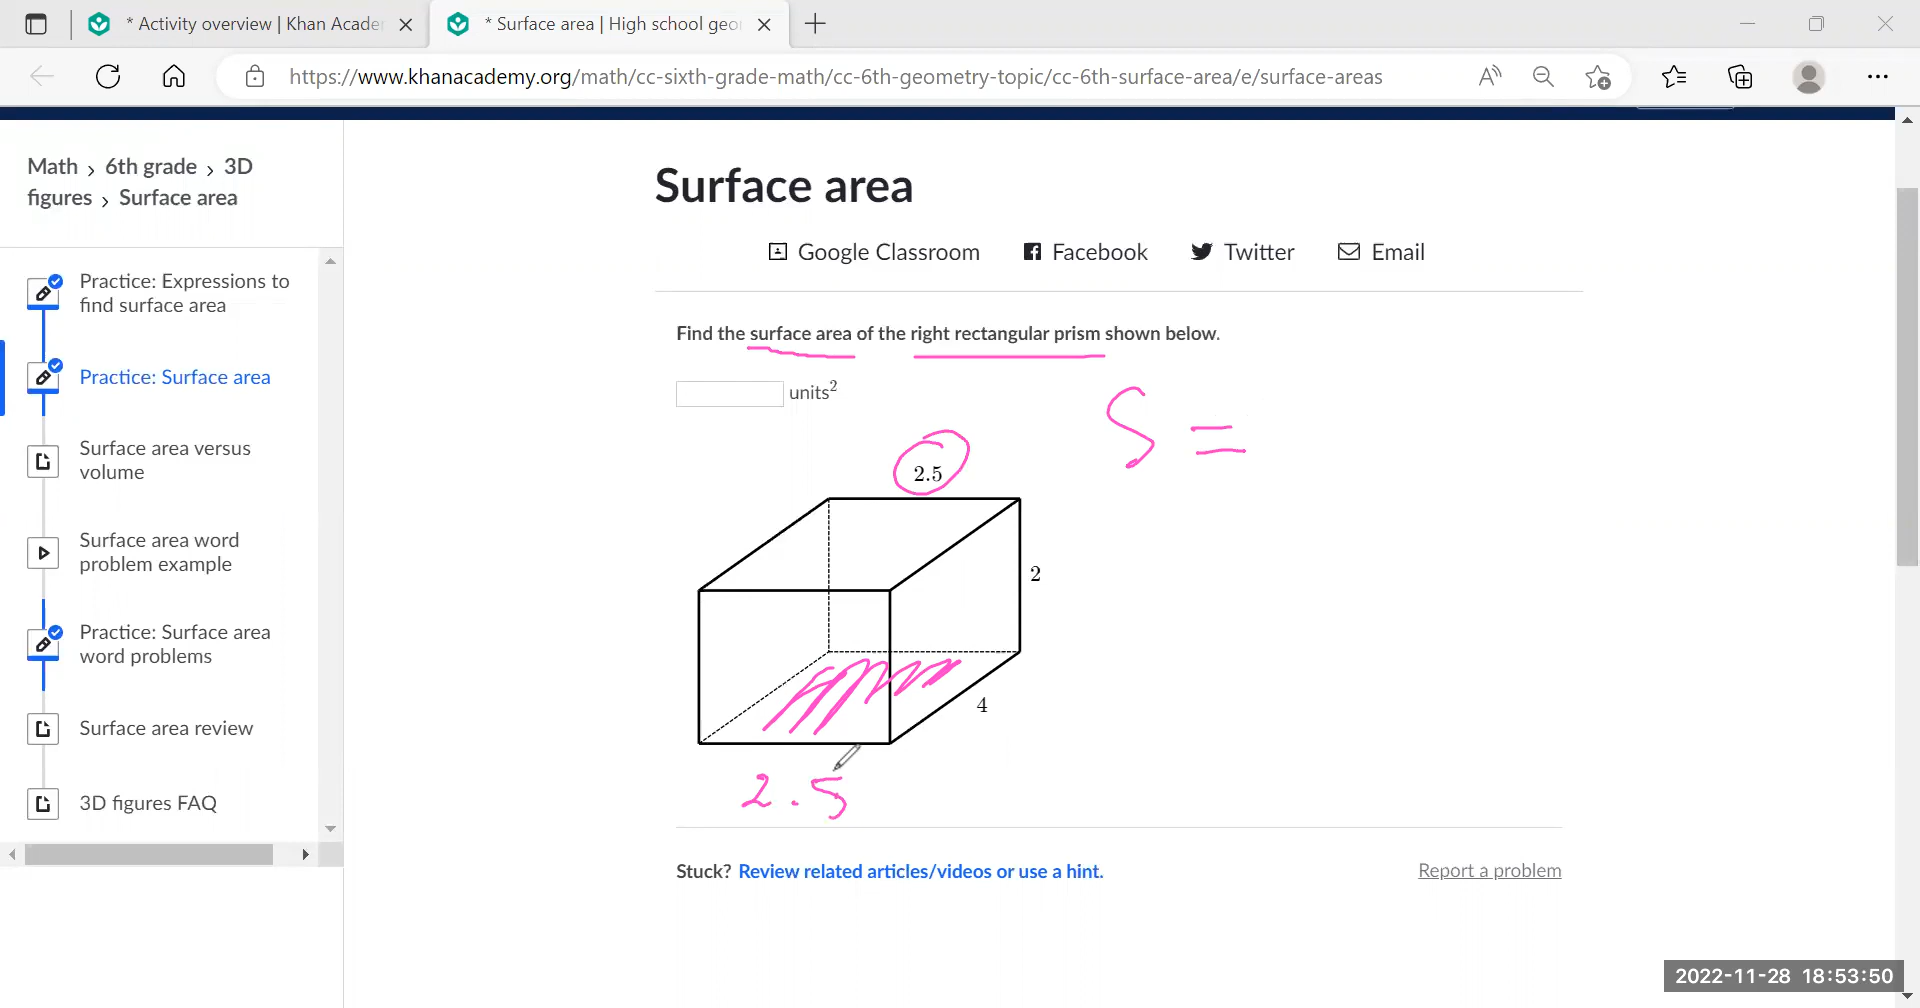 * Activity overview | Khan Acade
* Surface area | High school geo
https://www.khanacademy.org/math/cc-sixth-grade-math/cc-6th-geometry-topic/cc-6th-surface-area/e/surface-areas
Math > 6th grade > 3D
figures > Surface area
Practice: Expressions to
find surface area
Practice: Surface area
Surface area versus
volume
Surface area word
problem example
Practice: Surface area
word problems
Surface area review
3D figures FAQ
Surface area
Google Classroom Facebook Twitter Email
Find the surface area of the right rectangular prism shown below.
units²
S =
2.5
2
4
2.5
Stuck? Review related articles/videos or use a hint.
Report a problem
2022-11-28 18:53:50